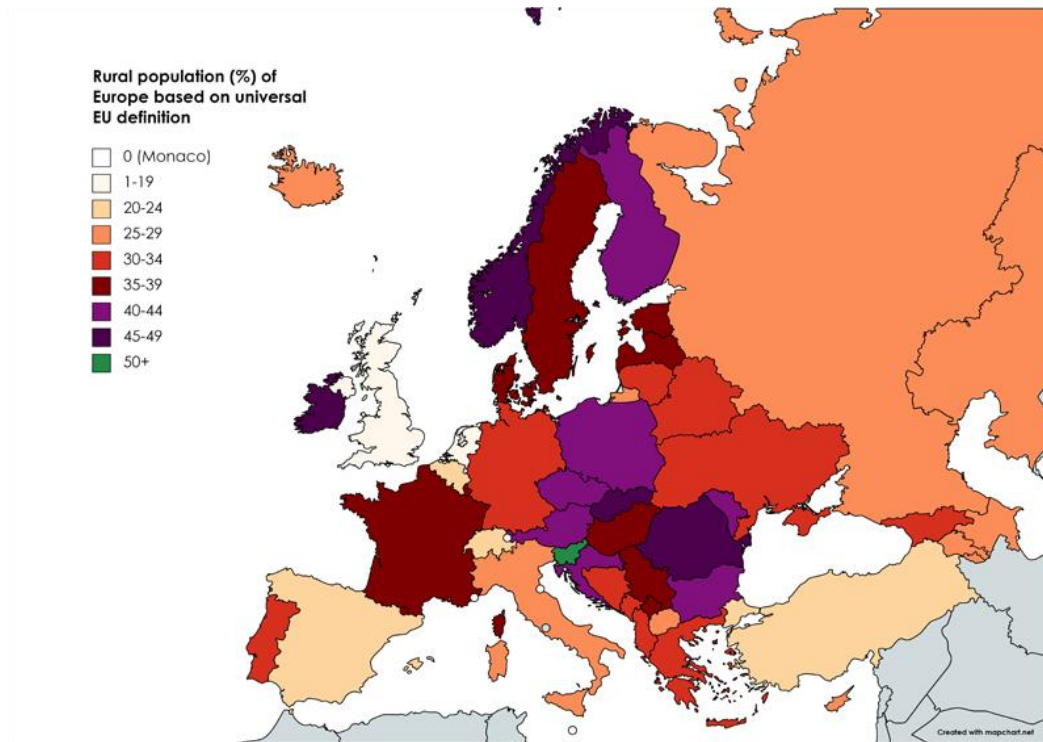 Rural population (%) of
Europe based on universal
EU definition
0 (Monaco)
1-19
20-24
25-29
30-34
35-39
40-44
45-49
50+
Created with mapchart.net